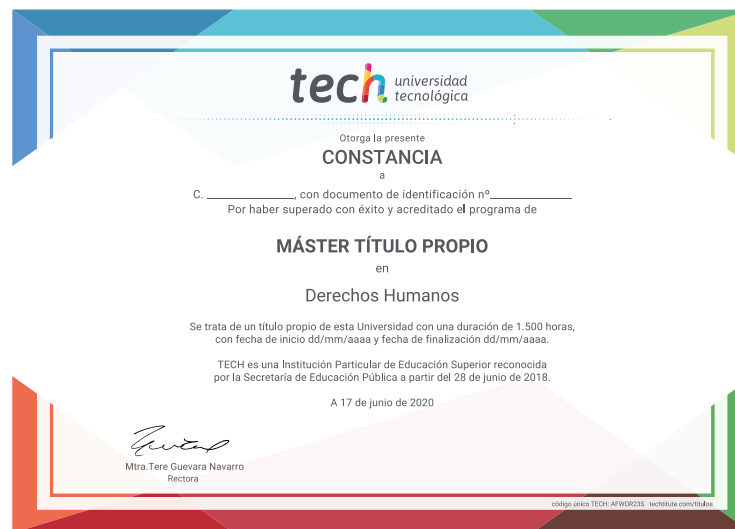 tech universidad
tecnológica
Otorga la presente
CONSTANCIA
a
C. ________________, con documento de identificación nº______________
Por haber superado con éxito y acreditado el programa de
MÁSTER TÍTULO PROPIO
en
Derechos Humanos
Se trata de un título propio de esta Universidad con una duración de 1.500 horas,
con fecha de inicio dd/mm/aaaa y fecha de finalización dd/mm/aaaa.
TECH es una Institución Particular de Educación Superior reconocida
por la Secretaría de Educación Pública a partir del 28 de junio de 2018.
A 17 de junio de 2020
Mtra.Tere Guevara Navarro
Rectora
código único TECH: AFWOR23S techtitute.com/títulos